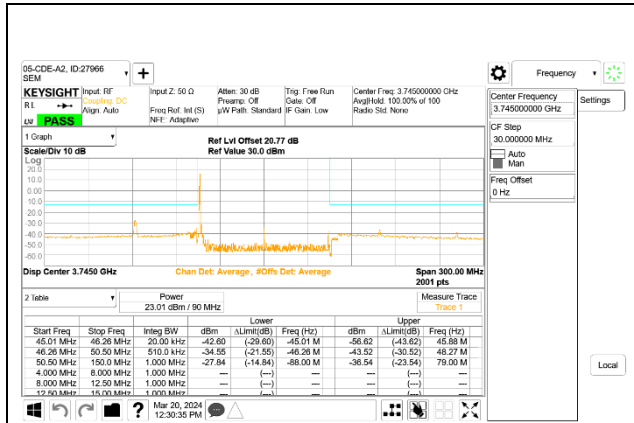 05-CDE-A2, ID:27966
SEM
Frequency
KEYSIGHT Input: RF Input Z: 50 Ω Atten: 30 dB Trig: Free Run Center Freq: 3.745000000 GHz
R L Coupling: DC Preamp: Off Gate: Off Avg|Hold: 100.00% of 100
Align: Auto Freq Ref: Int (S) µW Path: Standard IF Gain: Low Radio Std: None
NFE: Adaptive
PASS
Center Frequency
3.745000000 GHz
Settings
CF Step
30.000000 MHz
Auto
Man
Freq Offset
0 Hz
1 Graph
Scale/Div 10 dB
Ref Lvl Offset 20.77 dB
Ref Value 30.0 dBm
Log
20.0
10.0
0.00
-10.0
-20.0
-30.0
-40.0
-50.0
-60.0
Disp Center 3.7450 GHz Chan Det: Average , #Offs Det: Average Span 300.00 MHz
2001 pts
2 Table Power Measure Trace
23.01 dBm / 90 MHz Trace 1
Lower Upper
Start Freq Stop Freq Integ BW dBm ΔLimit(dB) Freq (Hz) dBm ΔLimit(dB) Freq (Hz)
45.01 MHz 46.26 MHz 20.00 kHz -42.60 (-29.60) -45.01 M -56.62 (-43.62) 45.88 M
46.26 MHz 50.50 MHz 510.0 kHz -34.55 (-21.55) -46.26 M -43.52 (-30.52) 48.27 M
50.50 MHz 150.0 MHz 1.000 MHz -27.84 (-14.84) -88.00 M -36.54 (-23.54) 79.00 M
4.000 MHz 8.000 MHz 1.000 MHz --- (---) --- (---)
8.000 MHz 12.50 MHz 1.000 MHz --- (---) --- (---)
12.50 MHz 15.00 MHz 1.000 MHz --- (---) --- (---)
Local
? Mar 20, 2024
12:30:35 PM